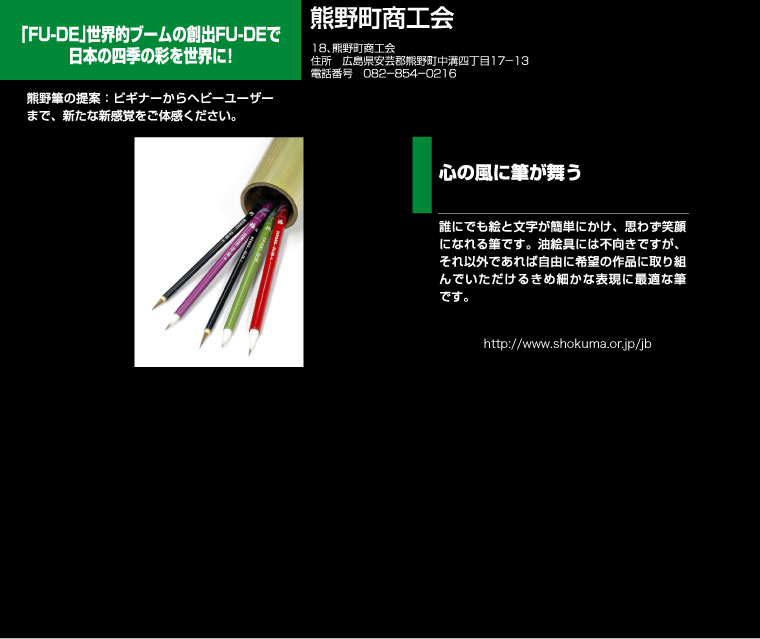 「FU-DE」世界的ブームの創出FU-DEで
日本の四季の彩を世界に!
熊野町商工会
18、熊野町商工会
住所　広島県安芸郡熊野町中溝四丁目17−13
電話番号　082−854−0216
熊野筆の提案：ビギナーからヘビーユーザー
まで、新たな新感覚をご体感ください。
心の風に筆が舞う
誰にでも絵と文字が簡単にかけ、思わず笑顔
になれる筆です。油絵具には不向きですが、
それ以外であれば自由に希望の作品に取り組
んでいただけるきめ細かな表現に最適な筆
です。
http://www.shokuma.or.jp/jb